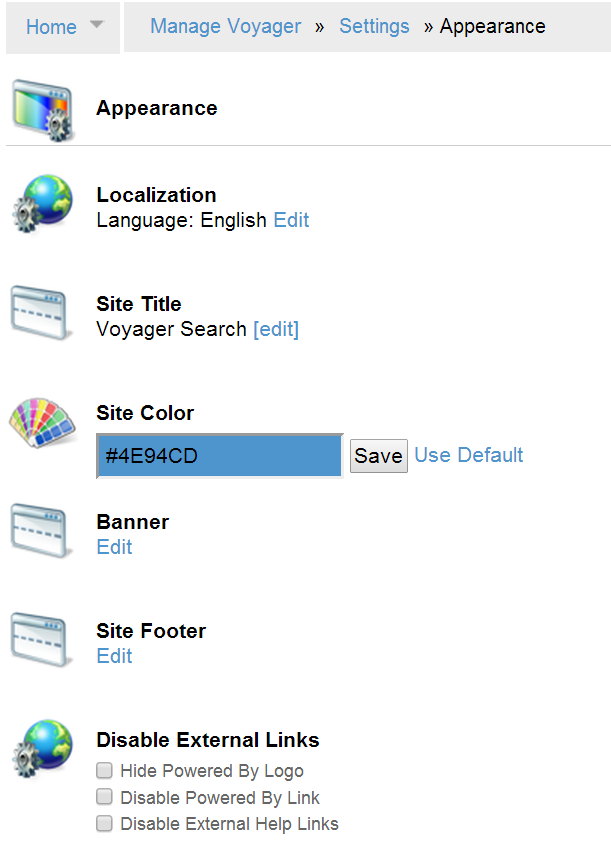 Home Manage Voyager » Settings » Appearance
Appearance
Localization
Language: English Edit
Site Title
Voyager Search [edit]
Site Color
#4E94CD Save Use Default
Banner
Edit
Site Footer
Edit
Disable External Links
Hide Powered By Logo
Disable Powered By Link
Disable External Help Links